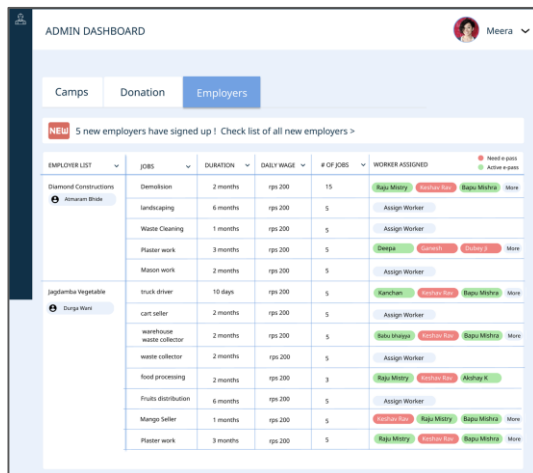 ADMIN DASHBOARD
Meera
Camps Donation Employers
NEW 5 new employers have signed up ! Check list of all new employers >
EMPLOYER LIST JOBS DURATION DAILY WAGE # OF JOBS WORKER ASSIGNED Need e-pass
Active e-pass
Diamond Constructions Demolision 2 months rps 200 15 Raju Mistry Keshav Rav Bapu Mishra More
Atmaram Bhide
landscaping 6 months rps 200 5 Assign Worker
Waste Cleaning 1 months rps 200 5 Assign Worker
Plaster work 3 months rps 200 5 Deepa Ganesh Dubey ji More
Mason work 2 months rps 200 5 Assign Worker
Jagdamba Vegetable truck driver 10 days rps 200 5 Kanchan Keshav Rav Bapu Mishra More
Durga Wani
cart seller 2 months rps 200 5 Assign Worker
warehouse
waste collector 2 months rps 200 5 Babu bhayya Keshav Rav Bapu Mishra More
waste collector 2 months rps 200 5 Assign Worker
food processing 2 months rps 200 3 Raju Mistry Keshav Rav Akshay K
Fruits distribution 6 months rps 200 5 Assign Worker
Mango Seller 1 months rps 200 5 Keshav Rav Raju Mistry Bapu Mishra More
Plaster work 3 months rps 200 5 Raju Mistry Keshav Rav Bapu Mishra More